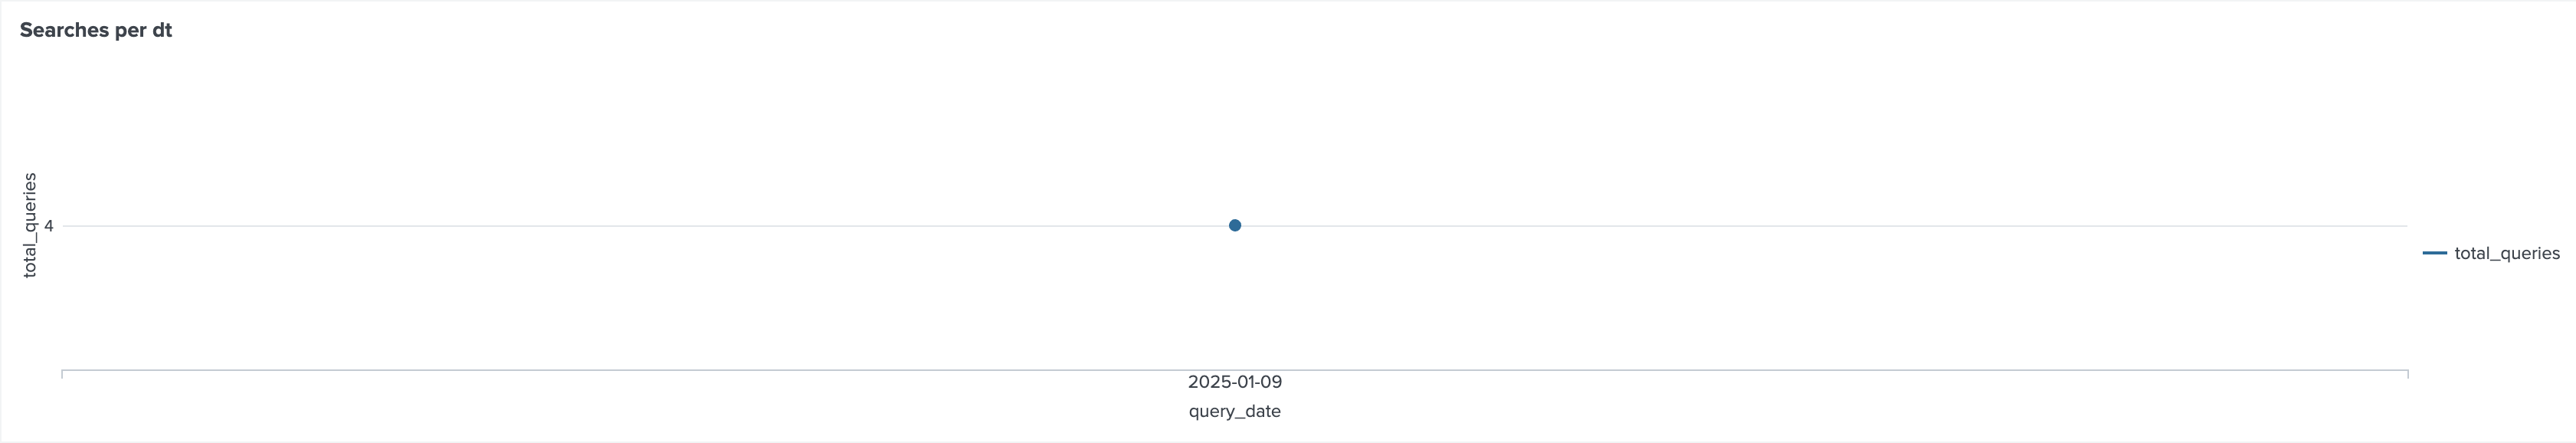 Searches per dt
total_queries
4
total_queries
2025-01-09
query_date